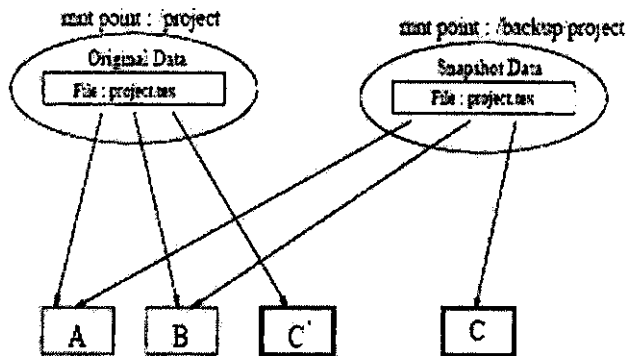 mnt point : /project
Original Data
File : project.tex
mnt point : /backup/project
Snapshot Data
File : project.tex
A
B
C'
C